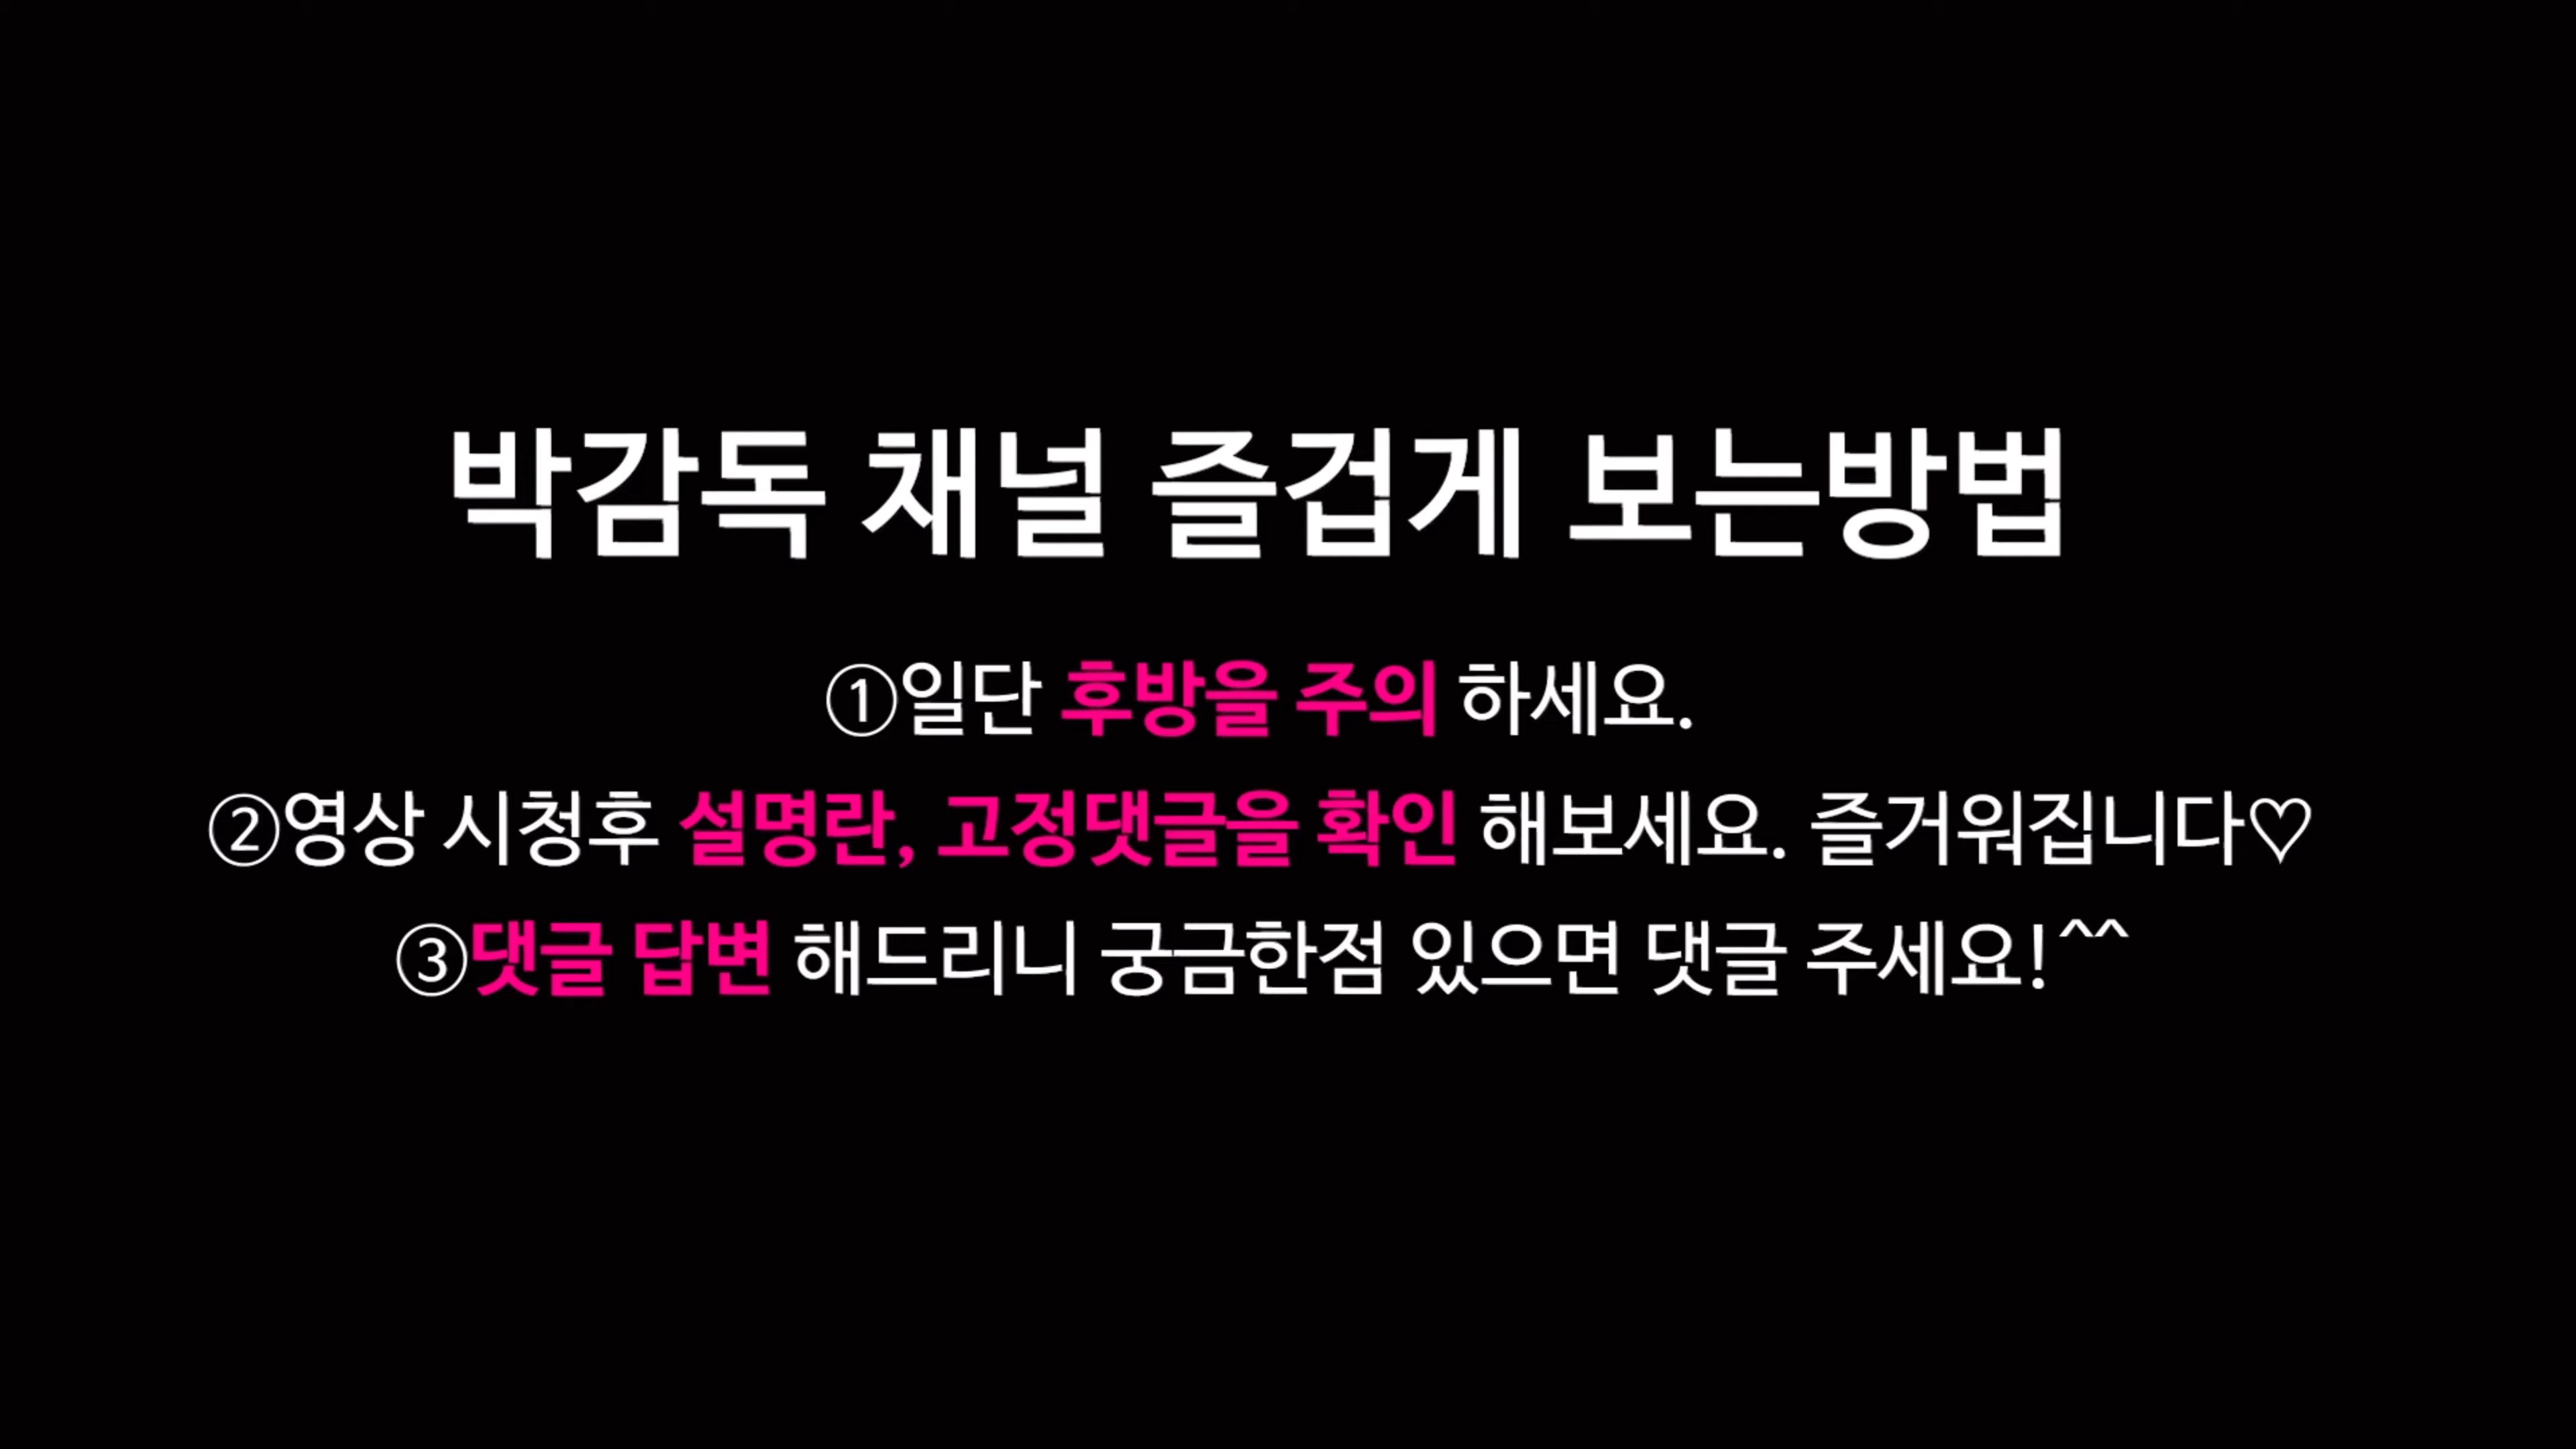 박감독 채널 즐겁게 보는방법
①일단 후방을 주의 하세요.
②영상 시청후 설명란, 고정댓글을 확인 해보세요. 즐거워집니다♡
③댓글 답변 해드리니 궁금한점 있으면 댓글 주세요!^^